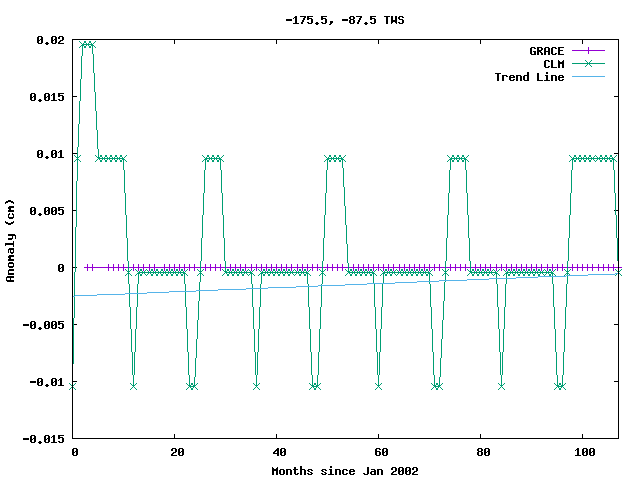 -175.5, -87.5 TWS
GRACE
CLM
Trend Line
0.02
0.015
0.01
0.005
0
-0.005
-0.01
-0.015
Anomaly (cm)
0 20 40 60 80 100
Months since Jan 2002